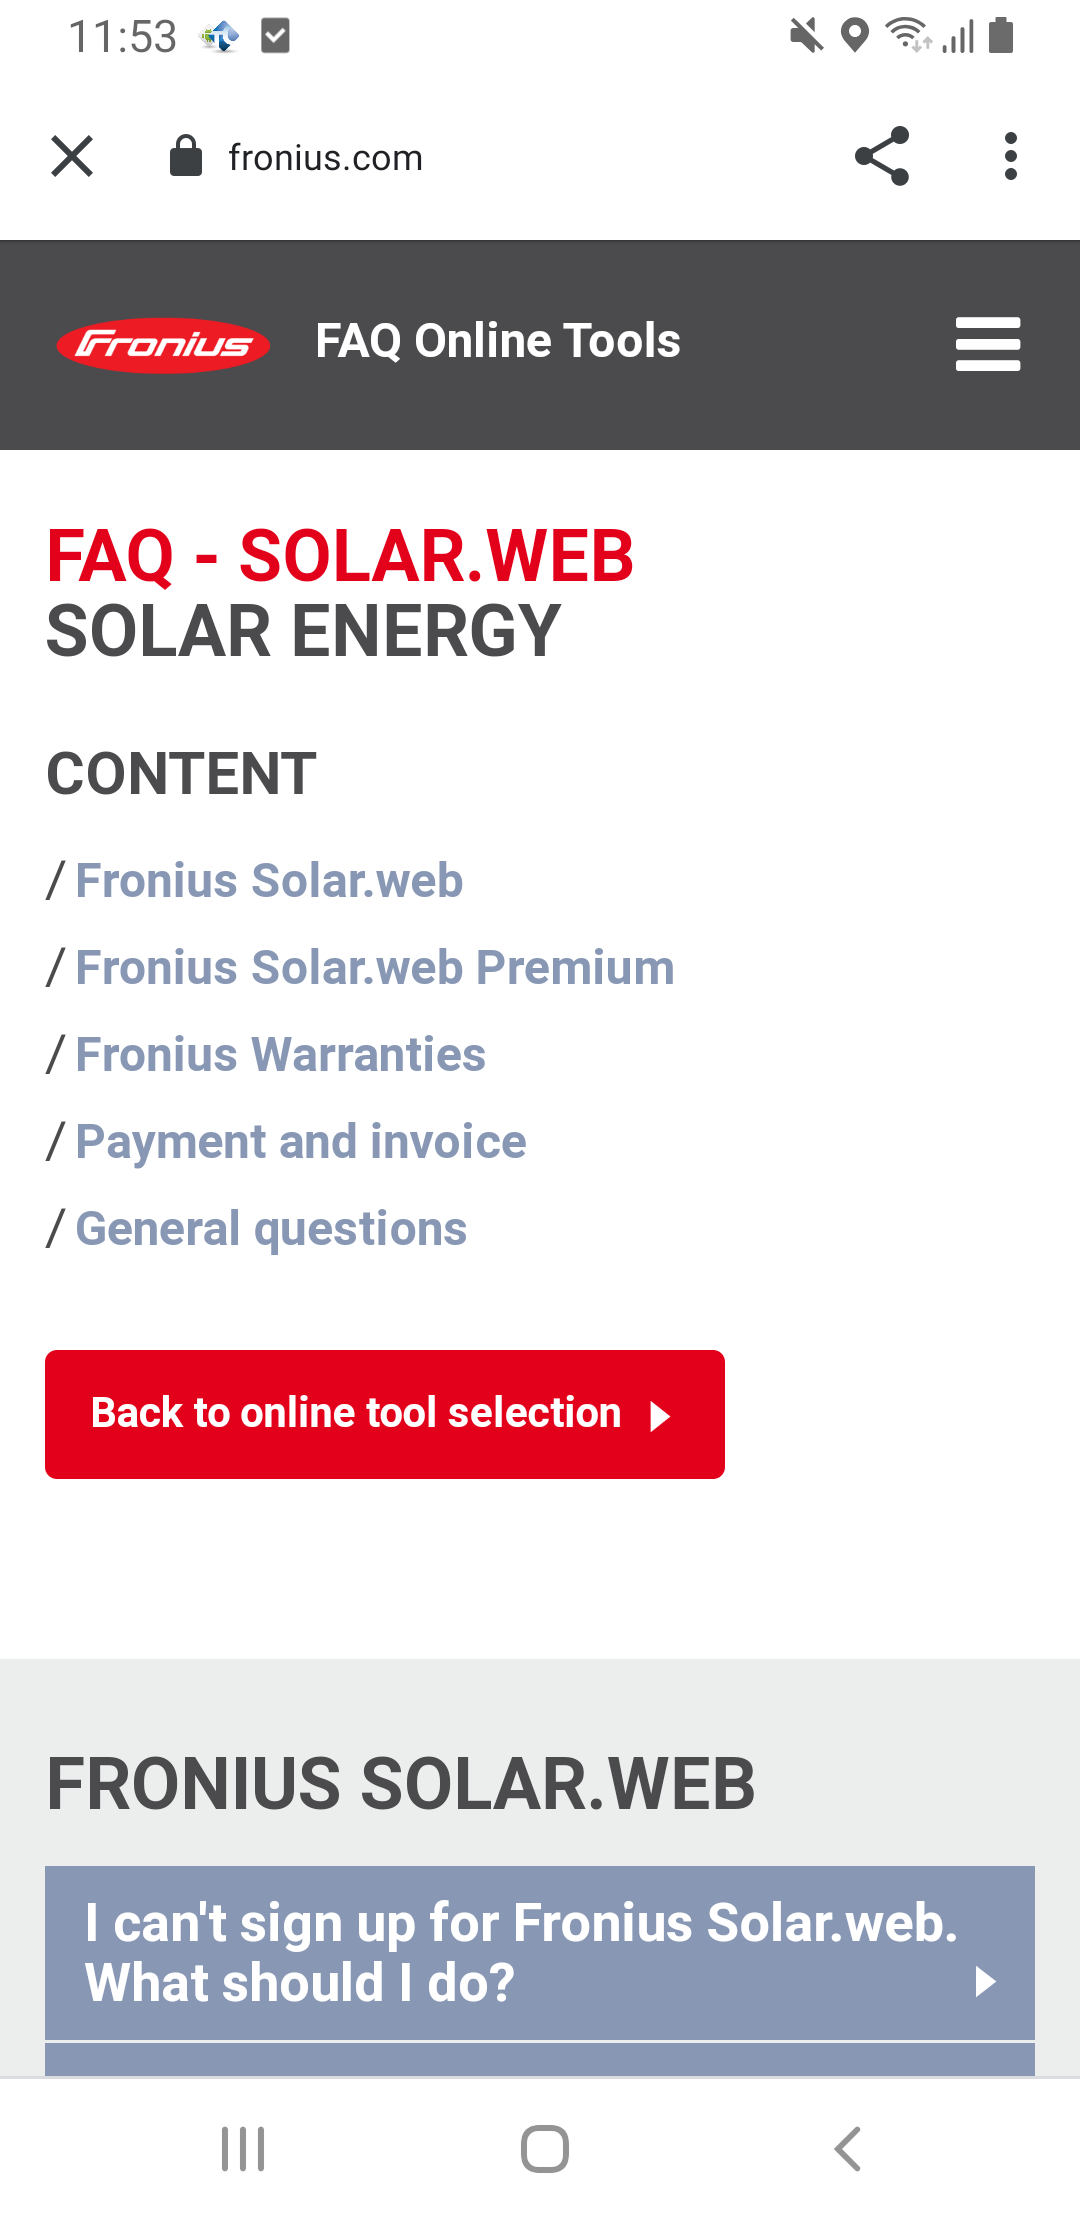 11:53
fronius.com
Fronius FAQ Online Tools
FAQ - SOLAR.WEB
SOLAR ENERGY
CONTENT
/ Fronius Solar.web
/ Fronius Solar.web Premium
/ Fronius Warranties
/ Payment and invoice
/ General questions
Back to online tool selection
FRONIUS SOLAR.WEB
I can't sign up for Fronius Solar.web.
What should I do?